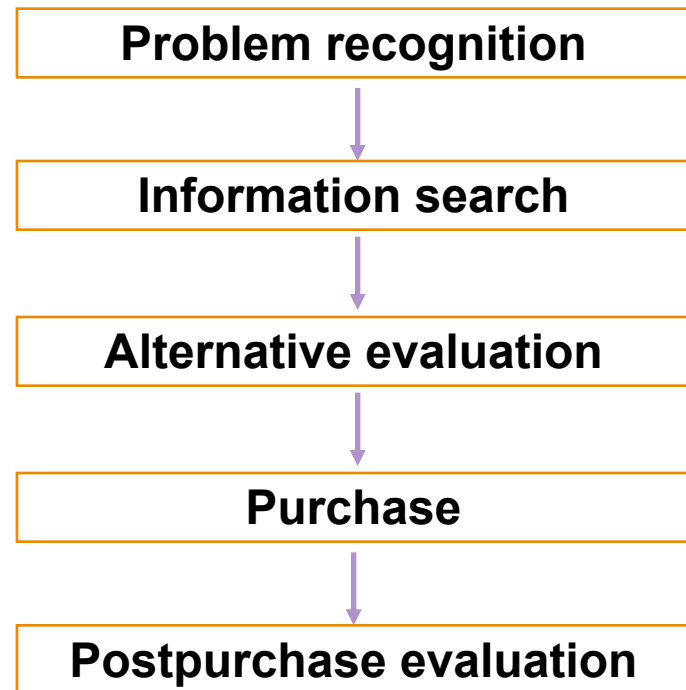 Problem recognition
Information search
Alternative evaluation
Purchase
Postpurchase evaluation